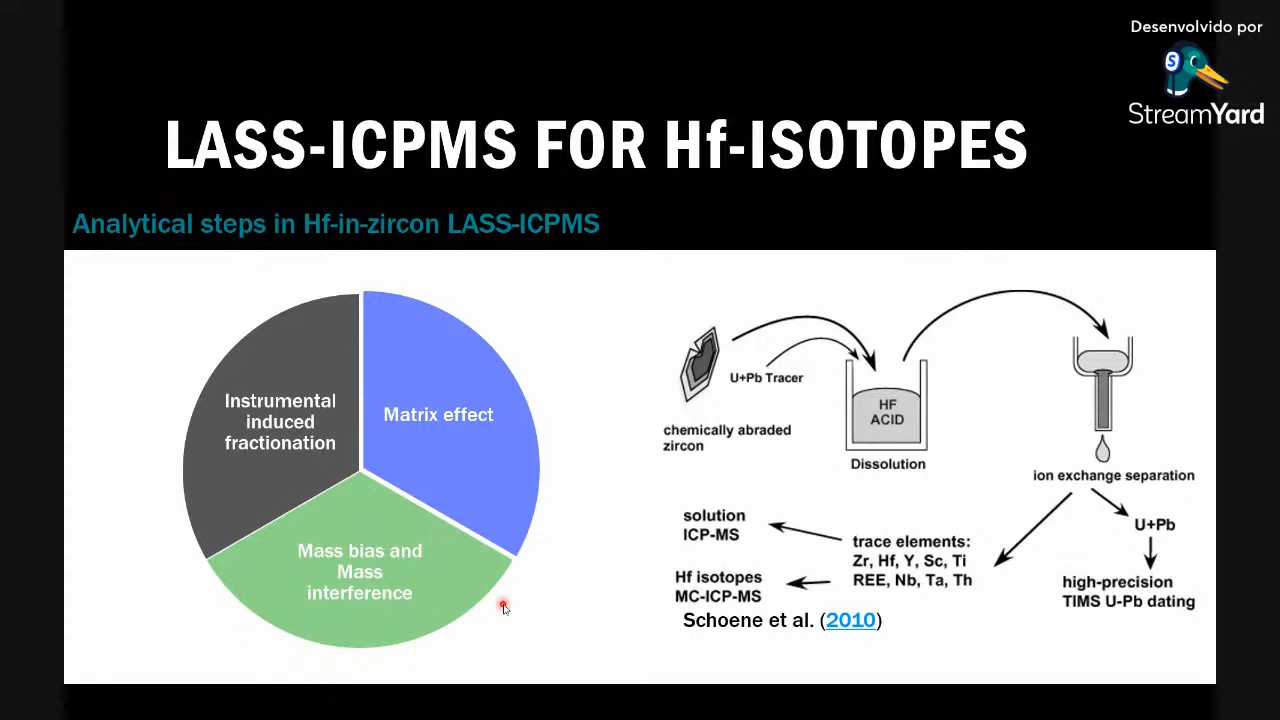 Desenvolvido por
StreamYard
LASS-ICPMS FOR Hf-ISOTOPES
Analytical steps in Hf-in-zircon LASS-ICPMS
Instrumental
induced
fractionation
Matrix effect
Mass bias and
Mass
interference
U+Pb Tracer
chemically abraded
zircon
HF
ACID
Dissolution
ion exchange separation
U+Pb
high-precision
TIMS U-Pb dating
trace elements:
Zr, Hf, Y, Sc, Ti
REE, Nb, Ta, Th
solution
ICP-MS
Hf isotopes
MC-ICP-MS
Schoene et al. (2010)